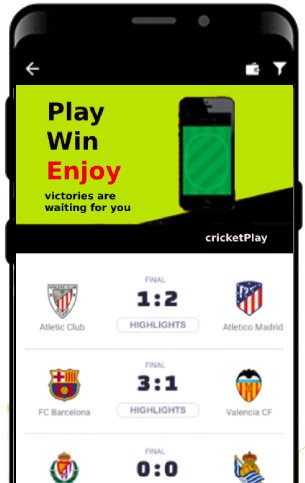 Play
Win
Enjoy
victories are
waiting for you
cricketPlay
FINAL
1:2
HIGHLIGHTS
Atletic Club
Atletico Madrid
FINAL
3:1
HIGHLIGHTS
FC Barcelona
Valencia CF
FINAL
0:0